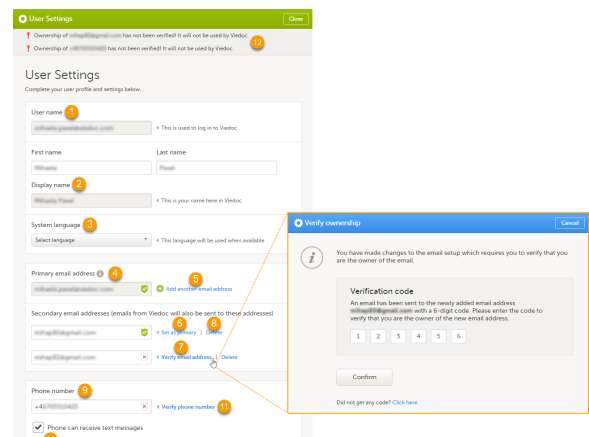 User Settings
Close
Ownership of has not been verified! It will not be used by Viedoc.
Ownership of has not been verified! It will not be used by Viedoc.
12
User Settings
Complete your user profile and settings below...
User name 1
This is used to log in to Viedoc
First name
Last name
Display name 2
This is your name here in Viedoc
System language 3
Select language
This language will be used when available
Primary email address 4
5
Add another email address
Secondary email addresses (emails from Viedoc will also be sent to these addresses)
6 8
Set as primary | Delete
7
Verify email address | Delete
Phone number 9
Verify phone number 11
Phone can receive text messages
Verify ownership
Cancel
You have made changes to the email setup which requires you to verify that you
are the owner of the email.
Verification code
An email has been sent to the newly added email address
with a 6-digit code. Please enter the code to
verify that you are the owner of the new email address.
1 2 3 4 5 6
Confirm
Did not get any code? Click here.